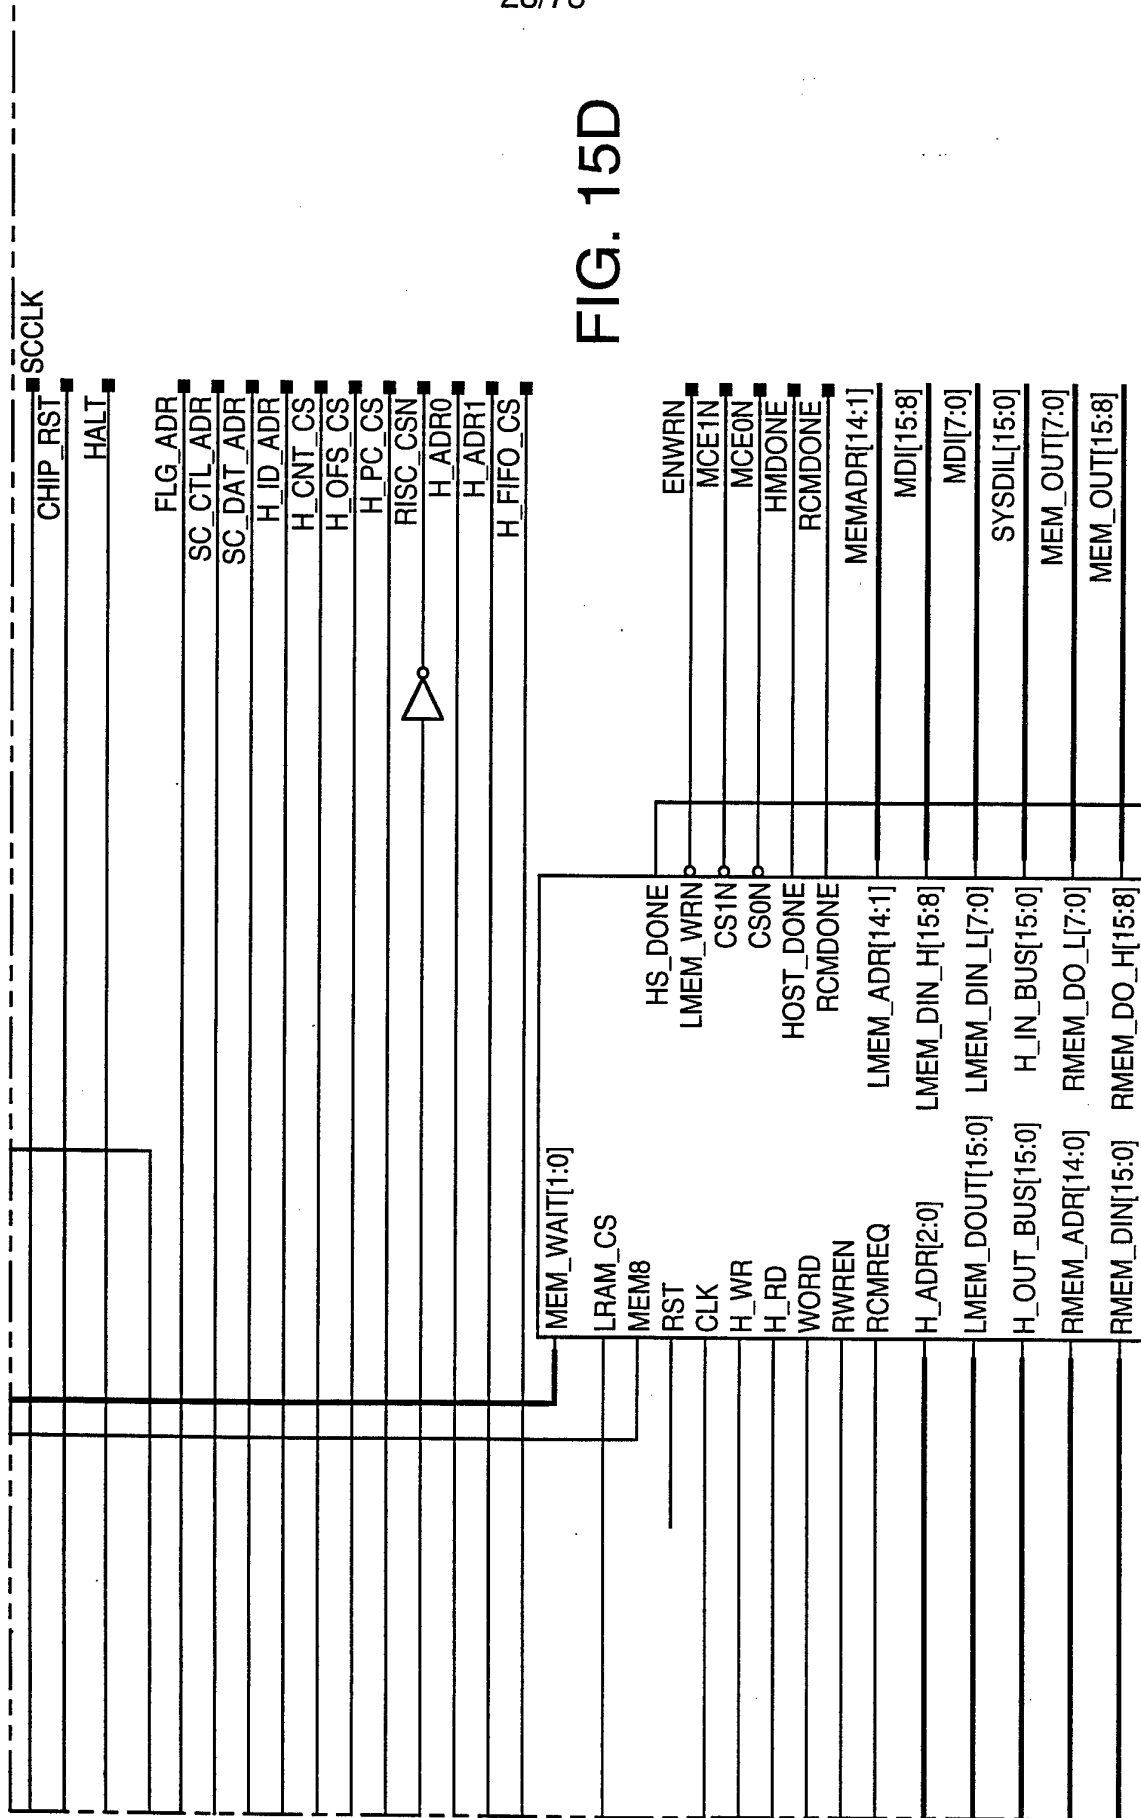 FIG. 15D
SCCLK
CHIP_RST
HALT
FLG_ADR
SC_CTL_ADR
SC_DAT_ADR
H_ID_ADR
H_CNT_CS
H_OFS_CS
H_PC_CS
RISC_CSN
H_ADR0
H_ADR1
H_FIFO_CS
ENWRN
MCE1N
MCE0N
HMDONE
RCMDONE
MEMADR[14:1]
MDI[15:8]
MDI[7:0]
SYSDIL[15:0]
MEM_OUT[7:0]
MEM_OUT[15:8]
HS_DONE
LMEM_WRN
CS1N
CS0N
HOST_DONE
RCMDONE
LMEM_ADR[14:1]
LMEM_DIN_H[15:8]
LMEM_DIN_L[7:0]
H_IN_BUS[15:0]
RMEM_DO_L[7:0]
RMEM_DO_H[15:8]
MEM_WAIT[1:0]
LRAM_CS
MEM8
RST
CLK
H_WR
H_RD
WORD
RWREN
RCMREQ
H_ADR[2:0]
LMEM_DOUT[15:0]
H_OUT_BUS[15:0]
RMEM_ADR[14:0]
RMEM_DIN[15:0]